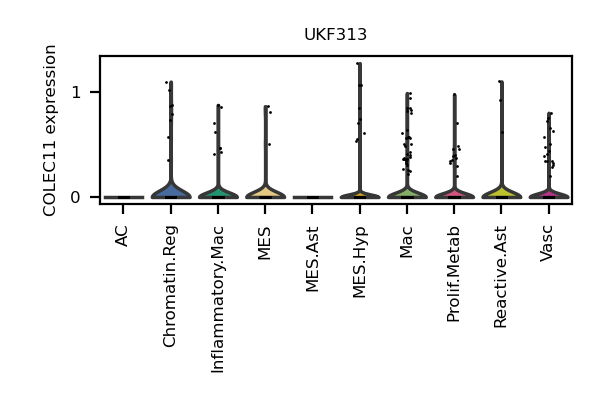 UKF313
COLEC11 expression
1
0
AC
Chromatin.Reg
Inflammatory.Mac
MES
MES.Ast
MES.Hyp
Mac
Prolif.Metab
Reactive.Ast
Vasc